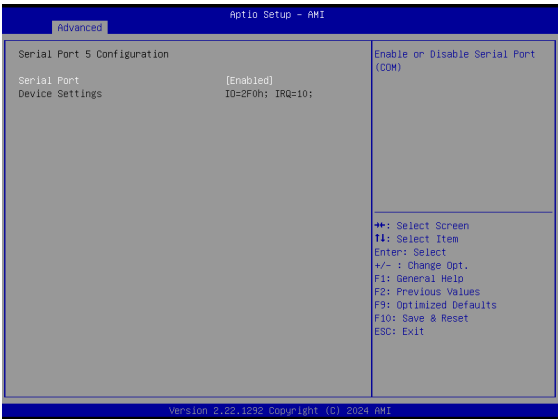 Aptio Setup - AMI
Advanced
Serial Port 5 Configuration
Serial Port [Enabled]
Device Settings IO=2F0h; IRQ=10;
Enable or Disable Serial Port
(COM)
→←: Select Screen
↑↓: Select Item
Enter: Select
+/- : Change Opt.
F1: General Help
F2: Previous Values
F9: Optimized Defaults
F10: Save & Reset
ESC: Exit
Version 2.22.1292 Copyright (C) 2024 AMI